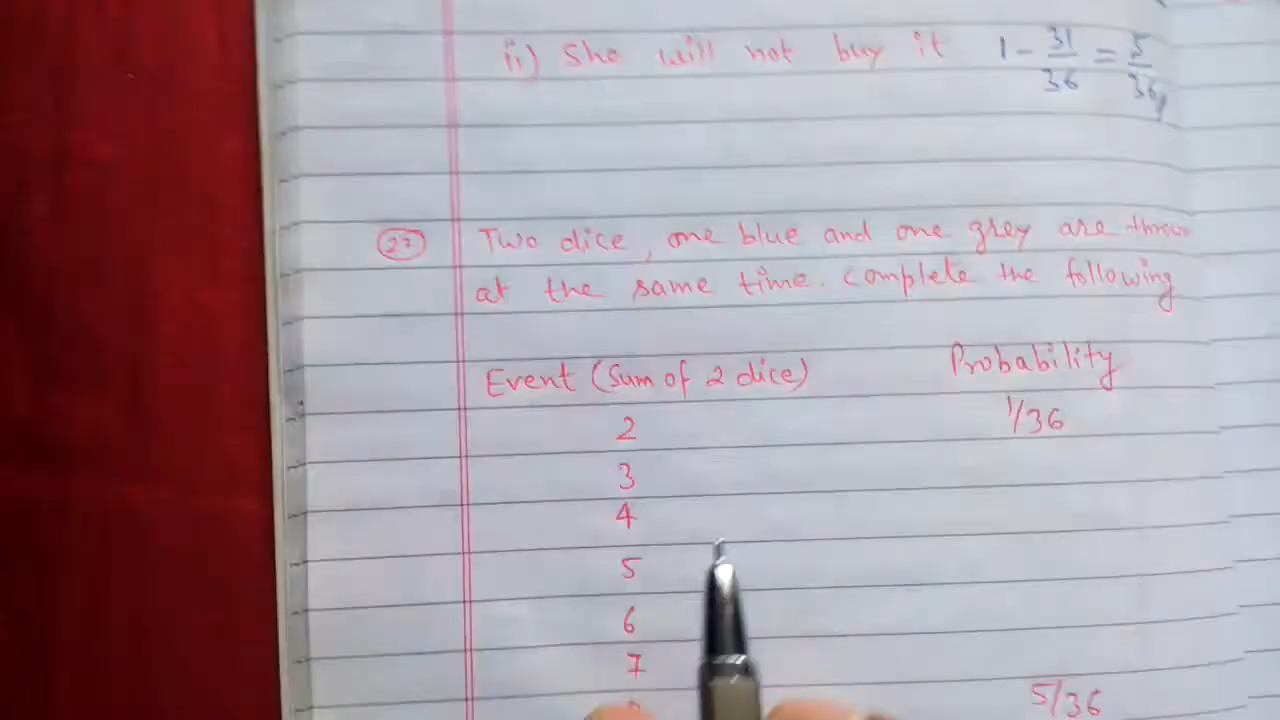 ii) She will not buy it 1 - 31/36 = 5/36
22 Two dice, one blue and one grey are
at the same time. Complete the following
Event (Sum of 2 dice) Probability
2 1/36
3
4
5
6
7
5/36